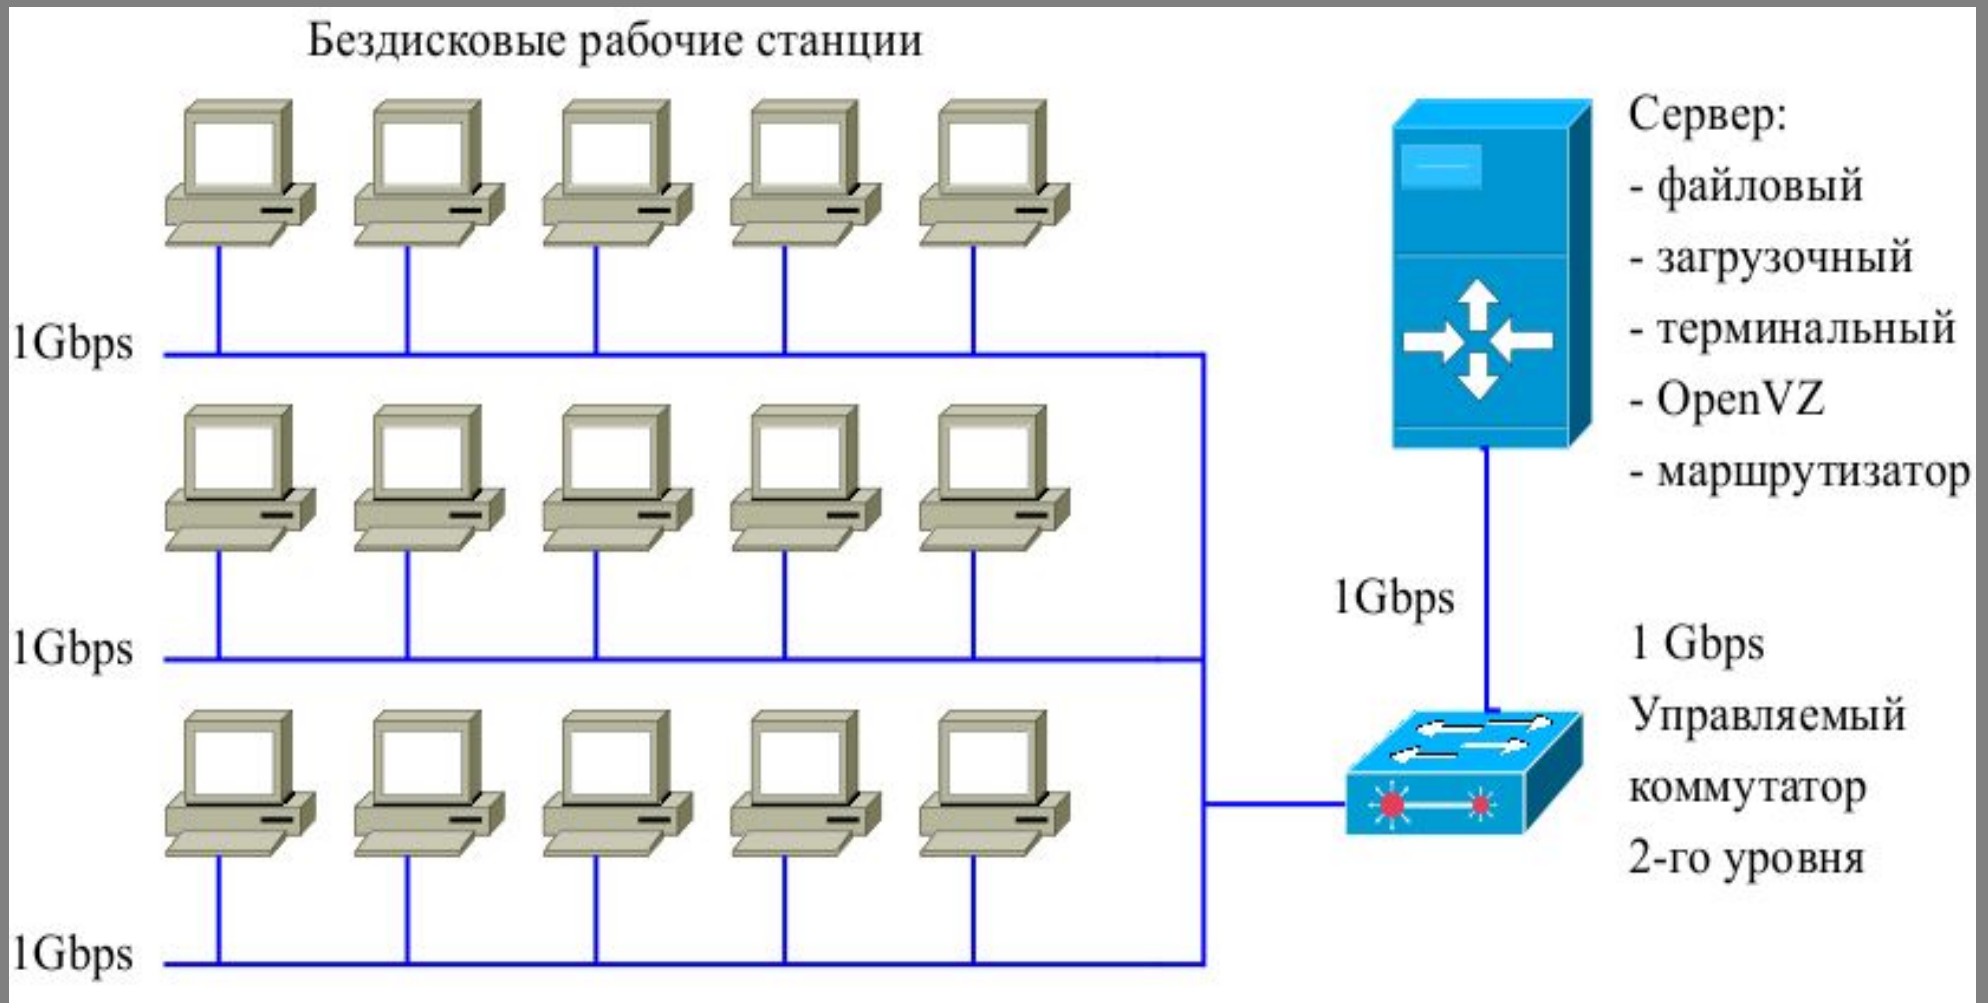 Бездисковые рабочие станции
Сервер:
- файловый
- загрузочный
- терминальный
- OpenVZ
- маршрутизатор
1Gbps
1Gbps
1Gbps
1Gbps
1 Gbps
Управляемый
коммутатор
2-го уровня